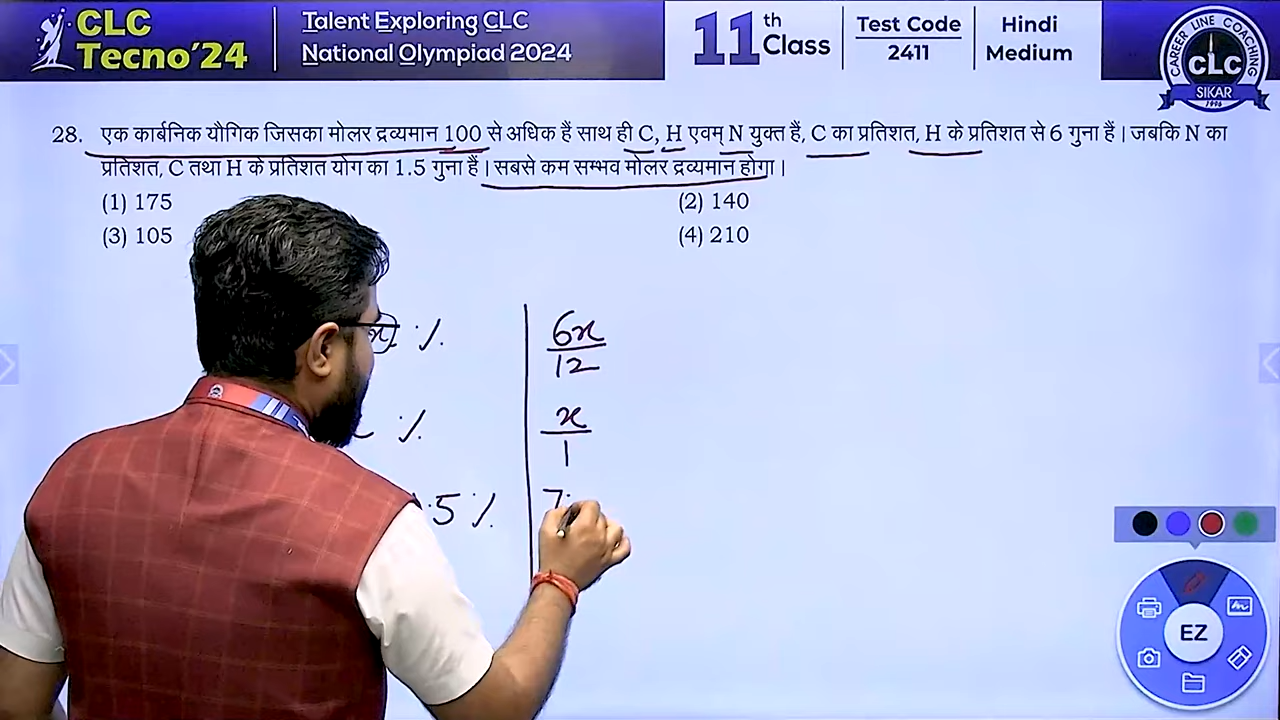 CLC
Tecno'24
Talent Exploring CLC
National Olympiad 2024
11th Class
Test Code
2411
Hindi
Medium
CAREER LINE COACHING
CLC
SIKAR
1996
28. एक कार्बनिक यौगिक जिसका मोलर द्रव्यमान 100 से अधिक हैं साथ ही C, H एवम् N युक्त हैं, C का प्रतिशत, H के प्रतिशत से 6 गुना हैं। जबकि N का
प्रतिशत, C तथा H के प्रतिशत योग का 1.5 गुना हैं। सबसे कम सम्भव मोलर द्रव्यमान होगा।
(1) 175 (2) 140
(3) 105 (4) 210
x %
6x
12
%
x
1
.5 %
7
EZ